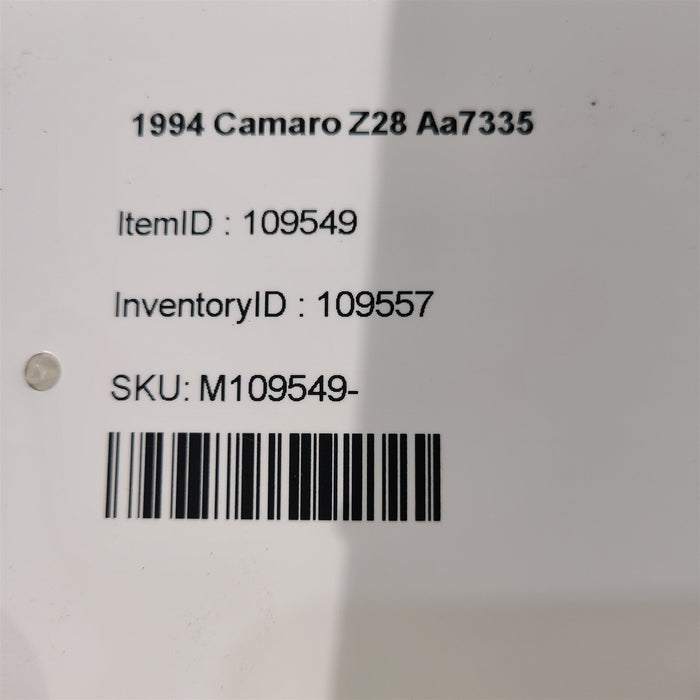 1994 Camaro Z28 Aa7335
ItemID : 109549
InventoryID : 109557
SKU: M109549-